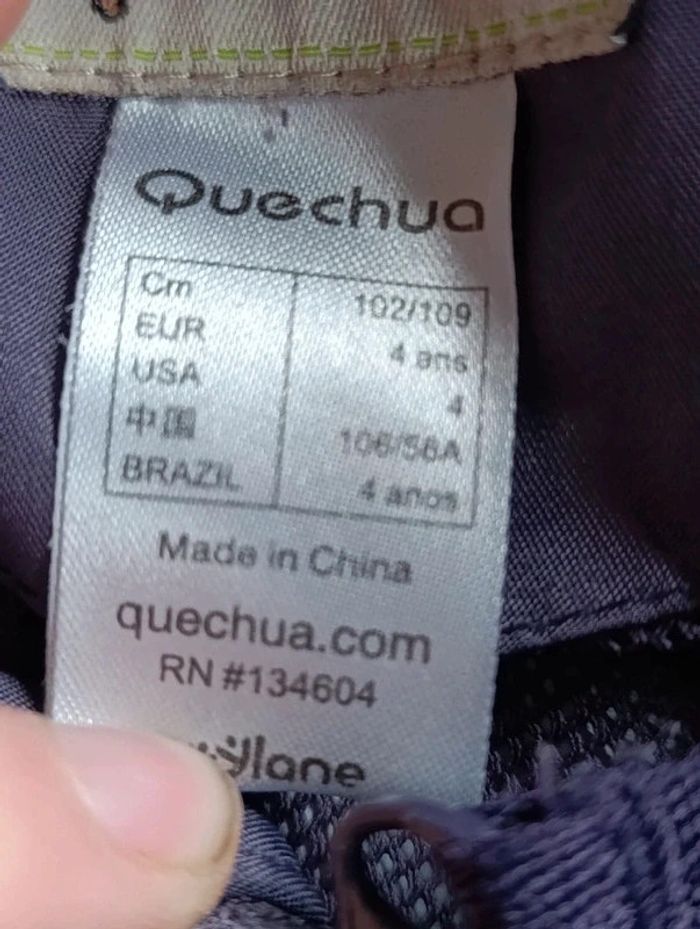 Quechua
Cm 102/109
EUR 4 ans
USA 4
中国 106/56A
BRAZIL 4 anos
Made in China
quechua.com
RN #134604